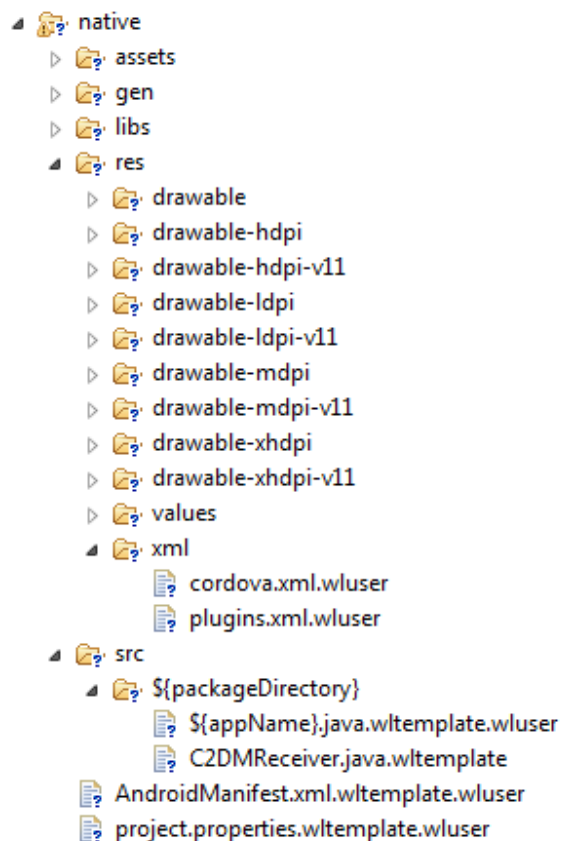 native
assets
gen
libs
res
drawable
drawable-hdpi
drawable-hdpi-v11
drawable-ldpi
drawable-ldpi-v11
drawable-mdpi
drawable-mdpi-v11
drawable-xhdpi
drawable-xhdpi-v11
values
xml
cordova.xml.wluser
plugins.xml.wluser
src
${packageDirectory}
${appName}.java.wltemplate.wluser
C2DMReceiver.java.wltemplate
AndroidManifest.xml.wltemplate.wluser
project.properties.wltemplate.wluser